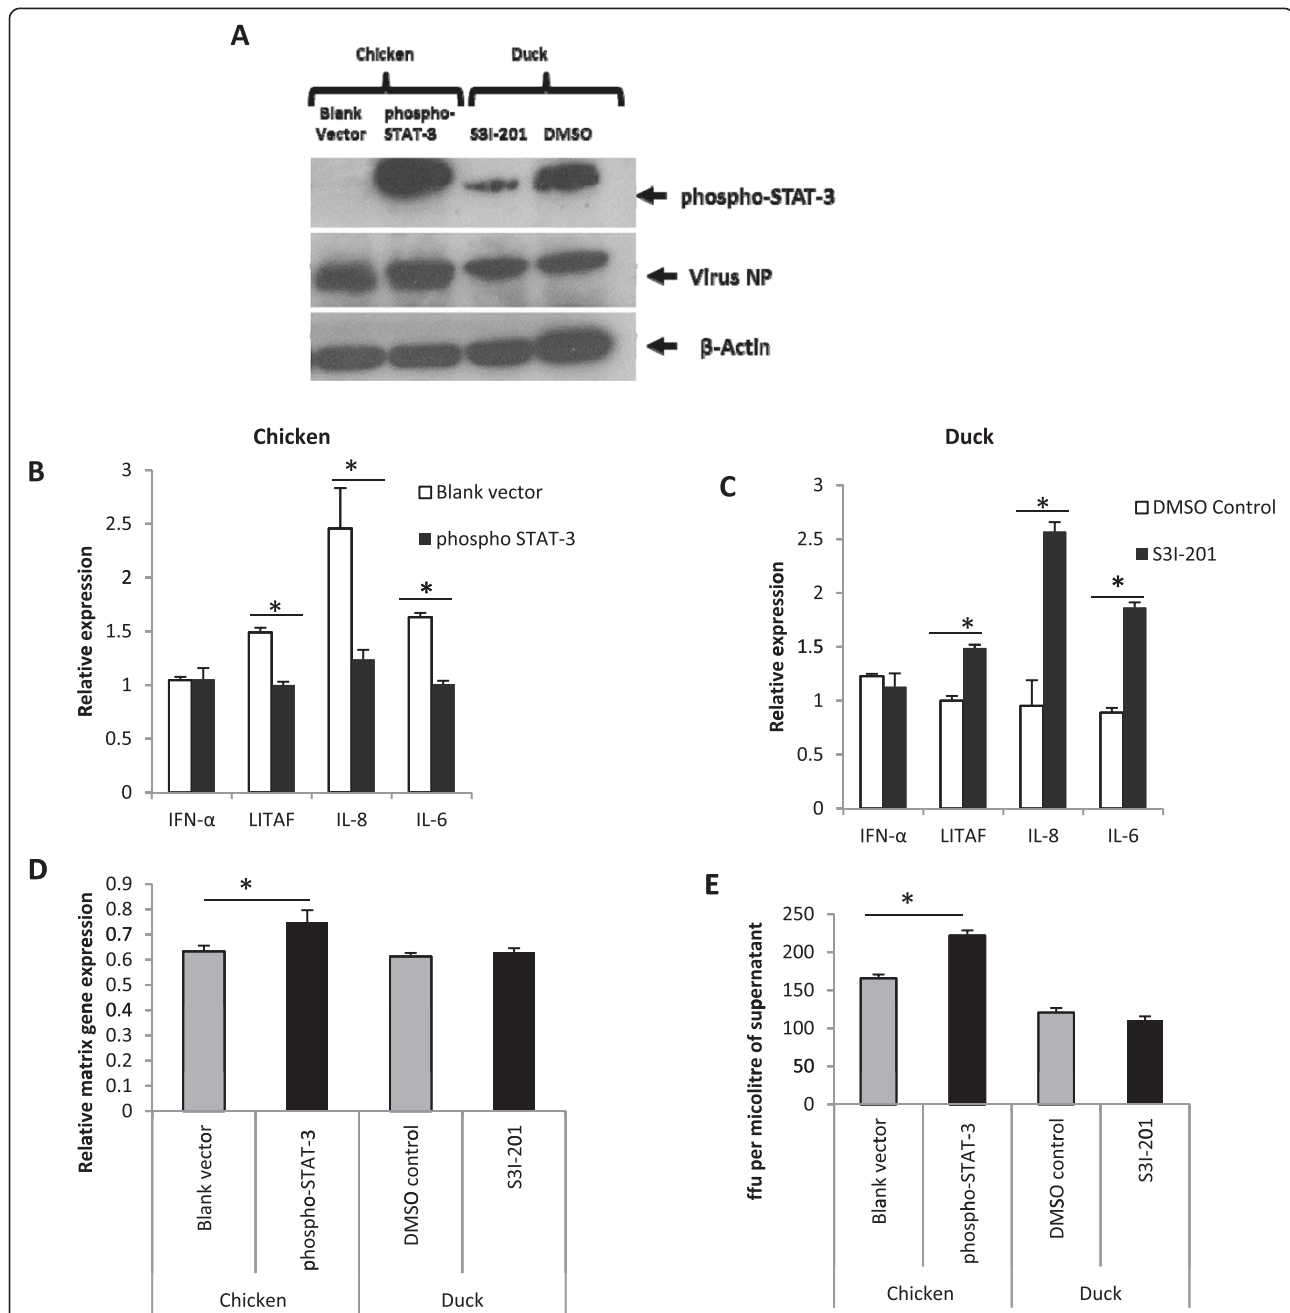 A
Chicken
Duck
Blank Vector
phospho-STAT-3
S3I-201
DMSO
phospho-STAT-3
Virus NP
β-Actin
B
Chicken
Relative expression
3
2.5
2
1.5
1
0.5
0
*
*
*
Blank vector
phospho STAT-3
IFN-α
LITAF
IL-8
IL-6
C
Duck
Relative expression
3
2.5
2
1.5
1
0.5
0
*
*
*
DMSO Control
S3I-201
IFN-α
LITAF
IL-8
IL-6
D
Relative matrix gene expression
0.9
0.8
0.7
0.6
0.5
0.4
0.3
0.2
0.1
0
*
Blank vector
phospho-STAT-3
DMSO control
S3I-201
Chicken
Duck
E
ffu per micolitre of supernatant
250
200
150
100
50
0
*
Blank vector
phospho-STAT-3
DMSO control
S3I-201
Chicken
Duck